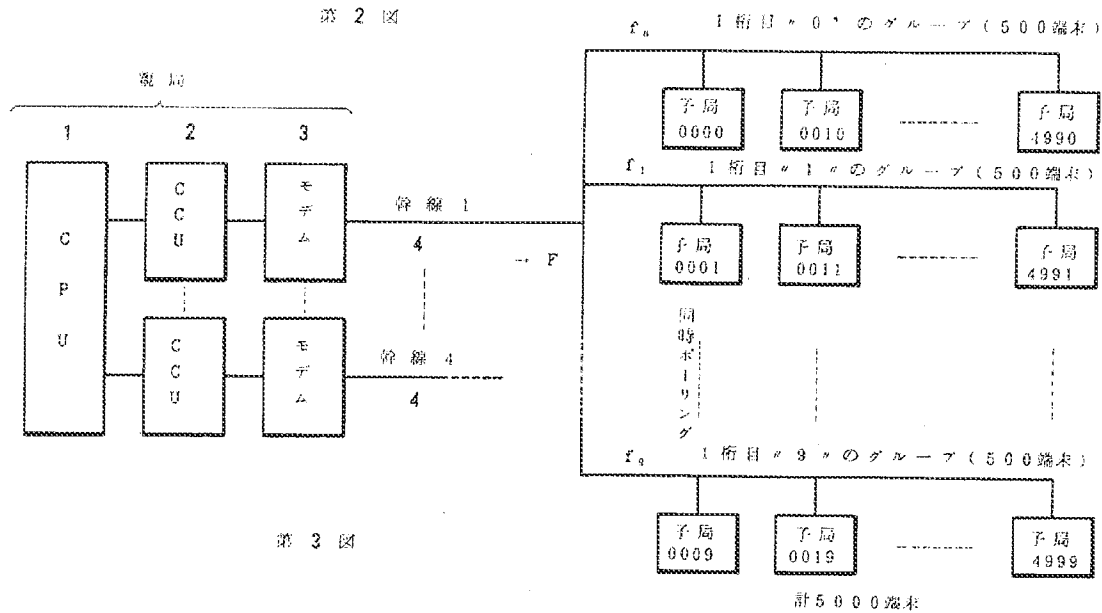 第 2 図
親 局
1
2
3
C P U
C C U
モ デ ム
幹 線 1
4
→ F
C C U
モ デ ム
幹 線 4
4
第 3 図
1 桁 目 〃 0 〃 の グ ル ー プ ( 5 0 0 端 末 )
子 局
0000
子 局
0010
子 局
4990
f₁ 1 桁 目 〃 1 〃 の グ ル ー プ ( 5 0 0 端 末 )
子 局
0001
子 局
0011
子 局
4991
同時ポーリング
f₉ 1 桁 目 〃 9 〃 の グ ル ー プ ( 5 0 0 端 末 )
子 局
0009
子 局
0019
子 局
4999
計 5 0 0 0 端 末